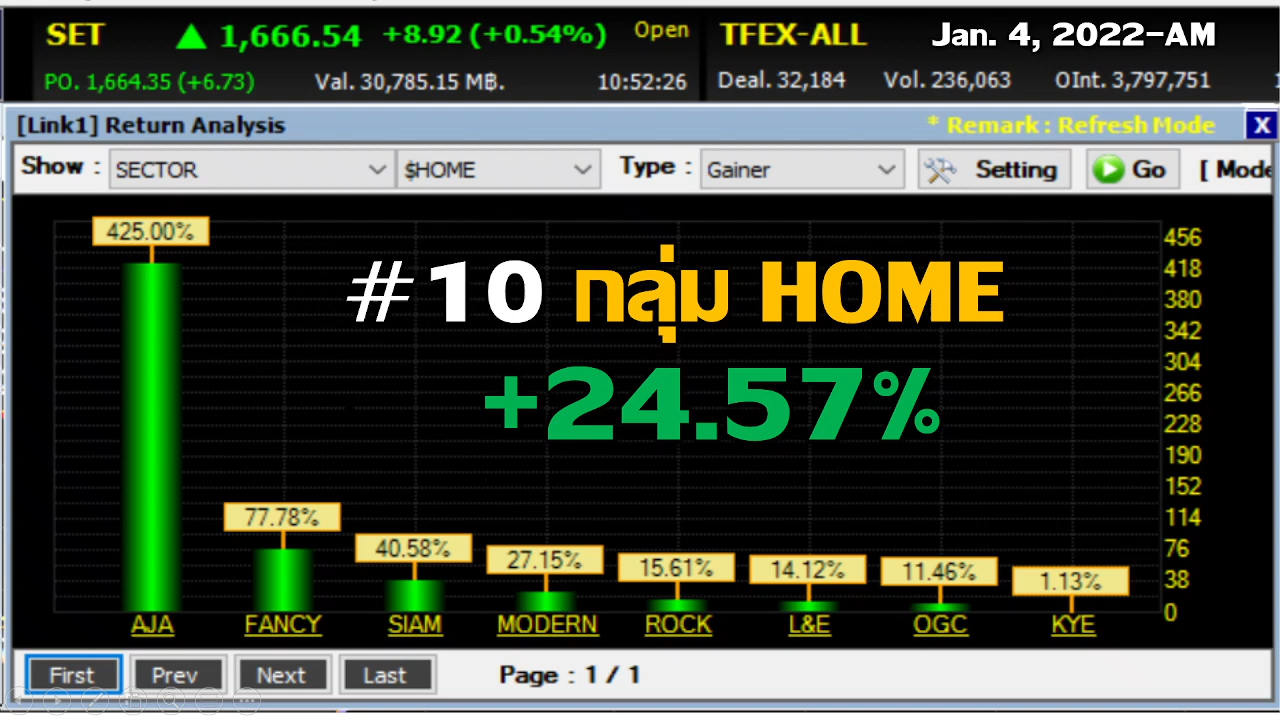 SET ▲ 1,666.54 +8.92 (+0.54%) Open TFEX-ALL Jan. 4, 2022-AM
PO. 1,664.35 (+6.73) Val. 30,785.15 M฿. 10:52:26 Deal. 32,184 Vol. 236,063 OInt. 3,797,751
[Link1] Return Analysis * Remark : Refresh Mode X
Show : SECTOR $HOME Type : Gainer Setting Go [ Mode
425.00%
456
418
#10 กลุ่ม HOME
380
342
+24.57%
304
266
228
190
152
77.78%
114
40.58%
76
27.15% 15.61% 14.12% 11.46% 1.13%
38
0
AJA FANCY SIAM MODERN ROCK L&E OGC KYE
First Prev Next Last Page : 1 / 1